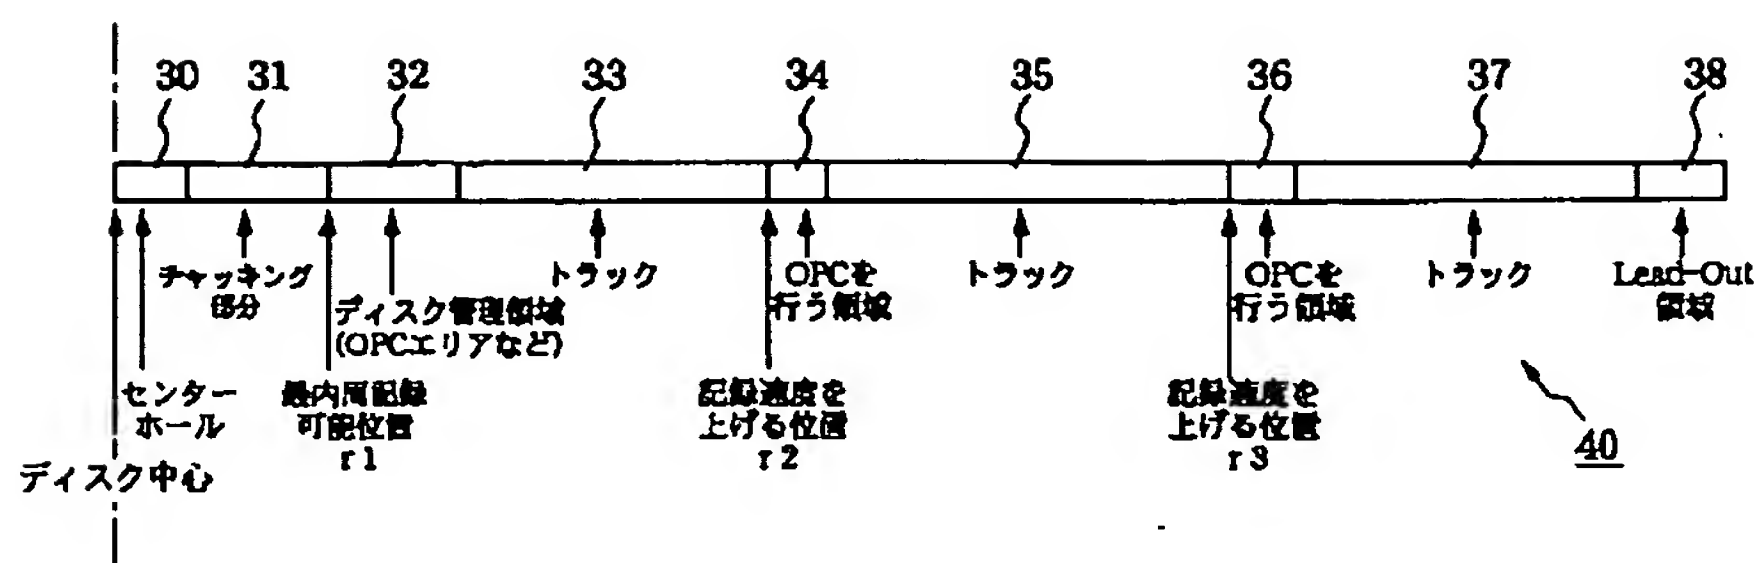 30 31 32 33 34 35 36 37 38
チャッキング
部分
ディスク管理領域
(OPCエリアなど)
トラック
OPCを
行う領域
トラック
OPCを
行う領域
トラック
Lead-Out
領域
センター
ホール
最内周記録
可能位置
r1
記録速度を
上げる位置
r2
記録速度を
上げる位置
r3
40
ディスク中心